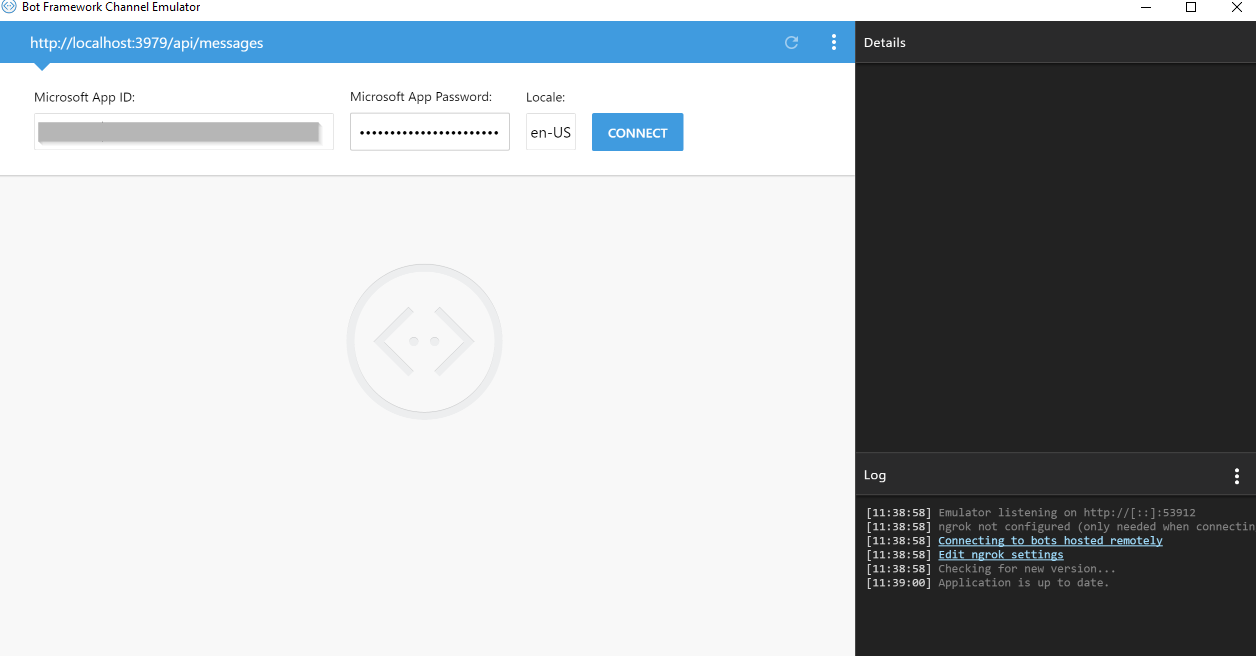 Bot Framework Channel Emulator
http://localhost:3979/api/messages
Microsoft App ID:
Microsoft App Password:
Locale:
•••••••••••••••••••••••
en-US
CONNECT
Details
Log
[11:38:58] Emulator listening on http://[::]:53912
[11:38:58] ngrok not configured (only needed when connectin
[11:38:58] Connecting to bots hosted remotely
[11:38:58] Edit ngrok settings
[11:38:58] Checking for new version...
[11:39:00] Application is up to date.